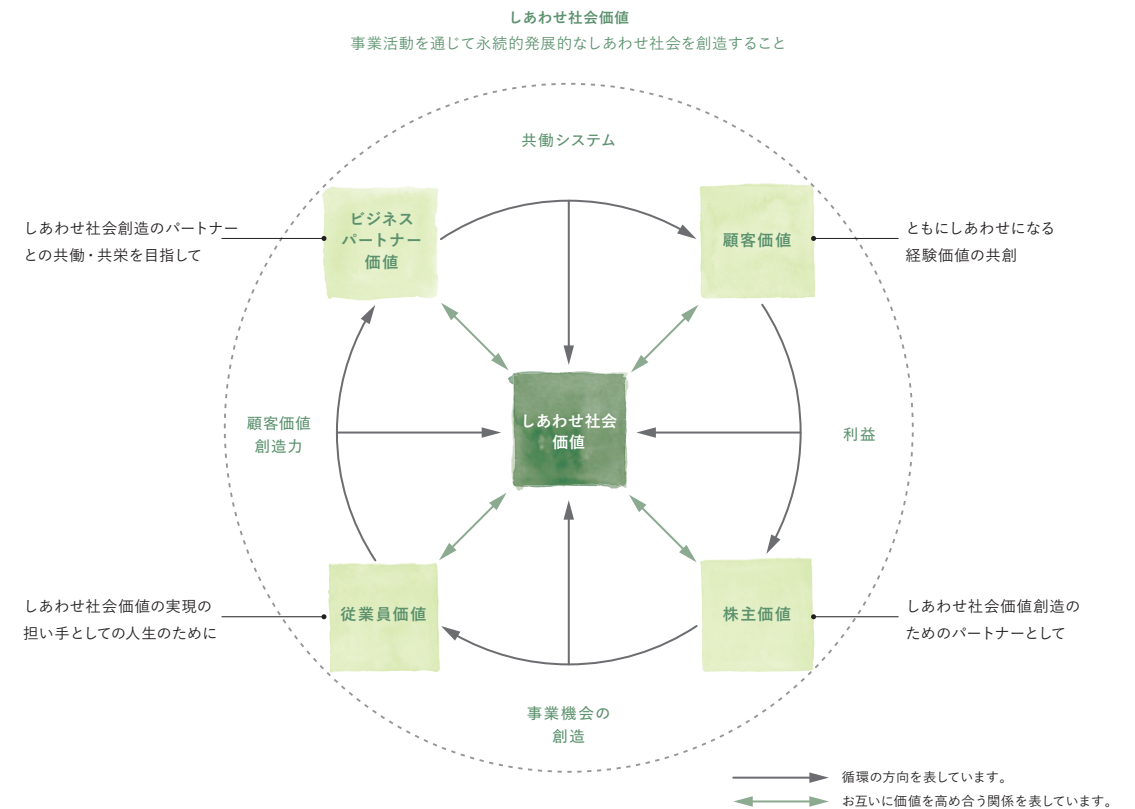 しあわせ社会価値
事業活動を通じて永続的発展的なしあわせ社会を創造すること
共働システム
しあわせ社会創造のパートナー
との共働・共栄を目指して
ビジネス
パートナー
価値
顧客価値
ともにしあわせになる
経験価値の共創
顧客価値
創造力
しあわせ社会
価値
利益
しあわせ社会価値の実現の
担い手としての人生のために
従業員価値
株主価値
しあわせ社会価値創造の
ためのパートナーとして
事業機会の
創造
循環の方向を表しています。
お互いに価値を高め合う関係を表しています。